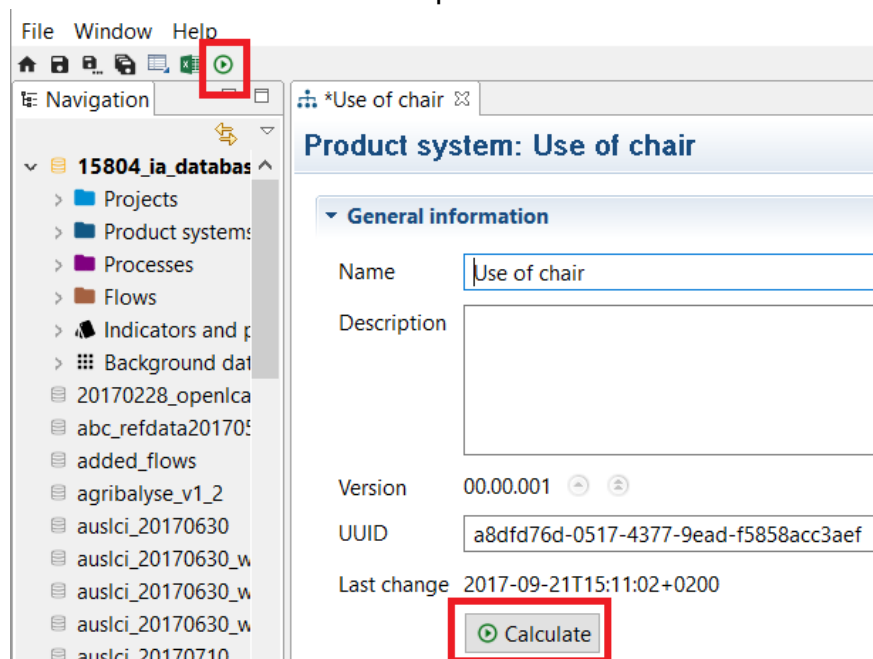 File Window Help
Navigation
*Use of chair
Product system: Use of chair
15804_ia_databas
Projects
Product systems
Processes
Flows
Indicators and p
Background dat
20170228_openlca
abc_refdata201705
added_flows
agribalyse_v1_2
auslci_20170630
auslci_20170630_w
auslci_20170630_w
auslci_20170630_w
auslci_20170710
General information
Name Use of chair
Description
Version 00.00.001
UUID a8dfd76d-0517-4377-9ead-f5858acc3aef
Last change 2017-09-21T15:11:02+0200
Calculate